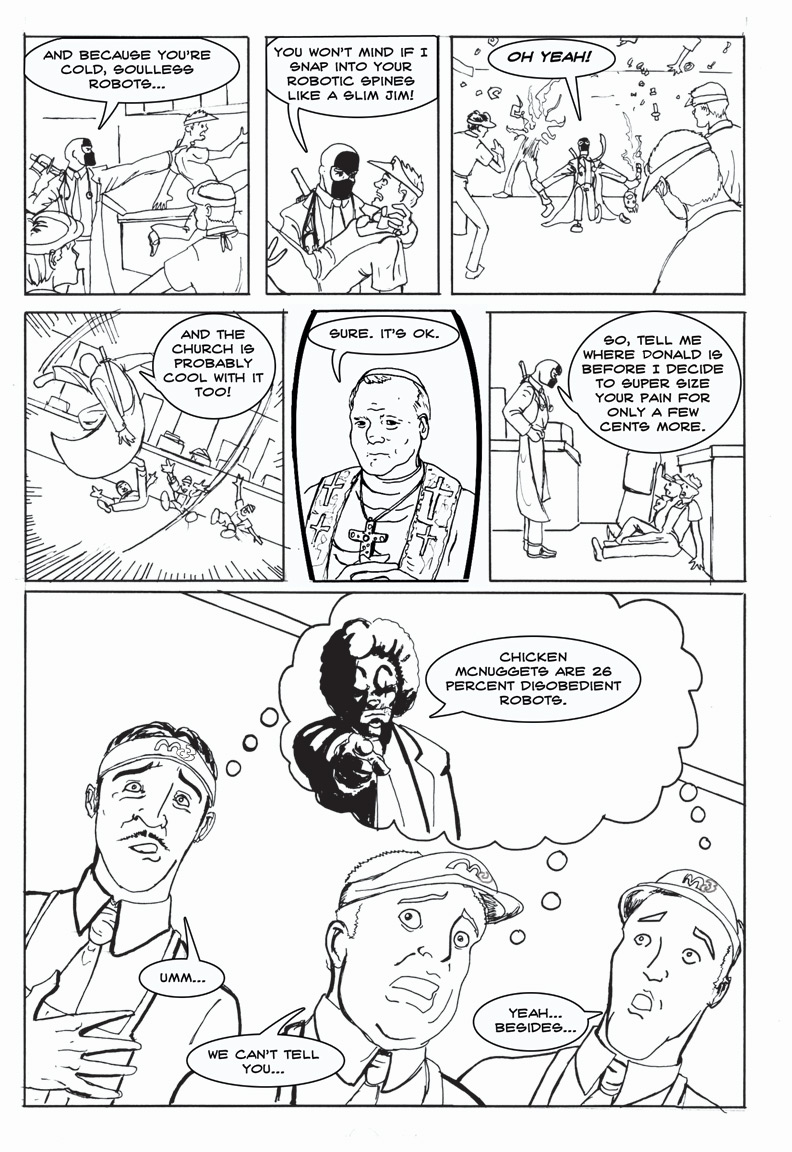 AND BECAUSE YOU'RE
COLD, SOULLESS
ROBOTS...
YOU WON'T MIND IF I
SNAP INTO YOUR
ROBOTIC SPINES
LIKE A SLIM JIM!
OH YEAH!
AND THE
CHURCH IS
PROBABLY
COOL WITH IT
TOO!
SURE. IT'S OK.
SO, TELL ME
WHERE DONALD IS
BEFORE I DECIDE
TO SUPER SIZE
YOUR PAIN FOR
ONLY A FEW
CENTS MORE.
CHICKEN
MCNUGGETS ARE 26
PERCENT DISOBEDIENT
ROBOTS.
M3
M3
M3
UMM...
WE CAN'T TELL
YOU...
YEAH...
BESIDES...